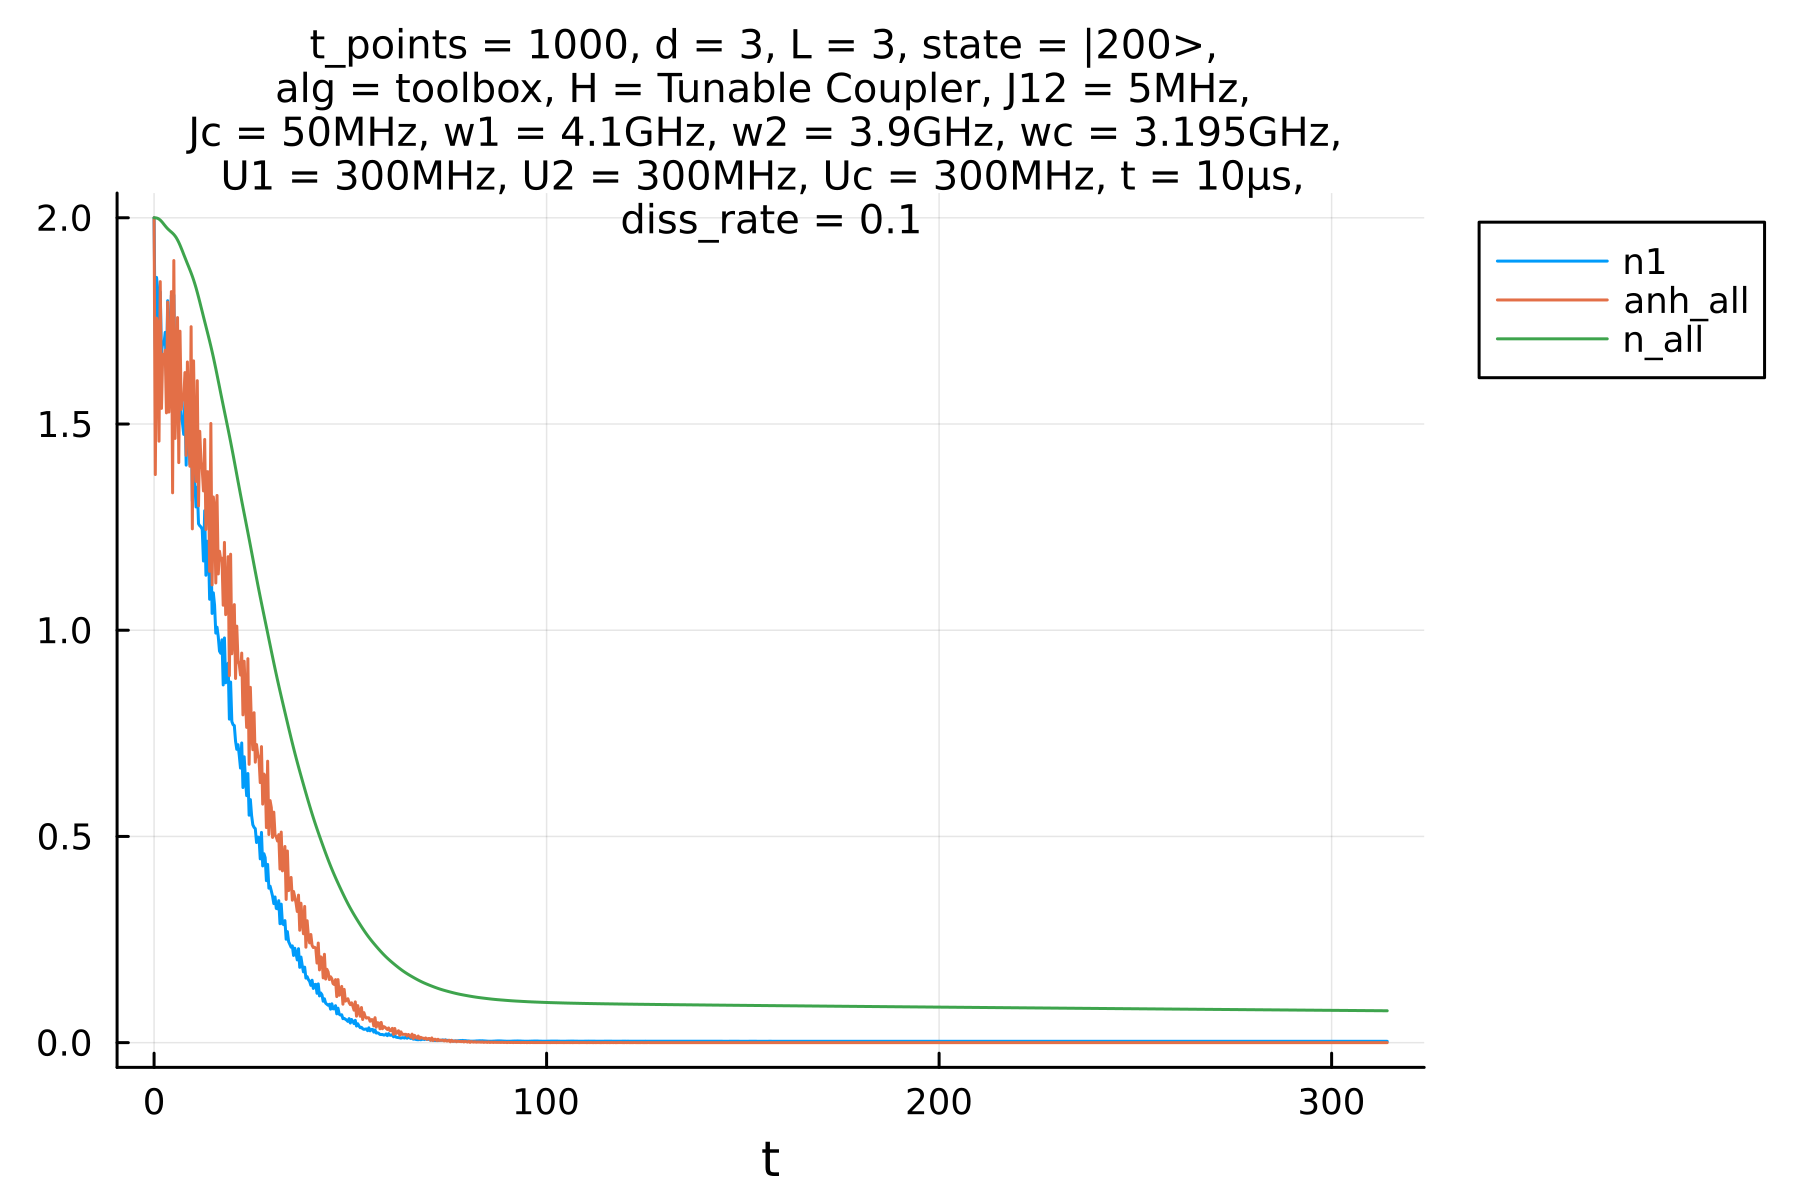 t_points = 1000, d = 3, L = 3, state = |200>,
alg = toolbox, H = Tunable Coupler, J12 = 5MHz,
Jc = 50MHz, w1 = 4.1GHz, w2 = 3.9GHz, wc = 3.195GHz,
U1 = 300MHz, U2 = 300MHz, Uc = 300MHz, t = 10μs,
diss_rate = 0.1
2.0
1.5
1.0
0.5
0.0
n1
anh_all
n_all
0 100 200 300
t